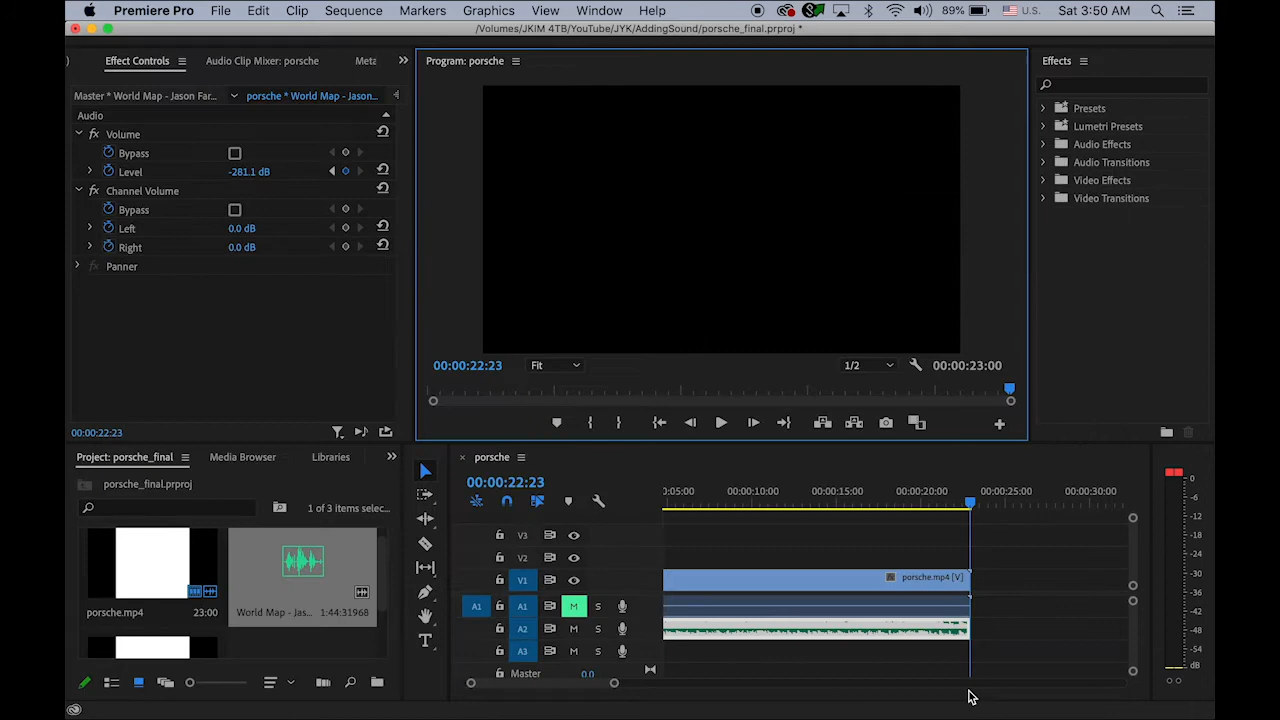 Premiere Pro File Edit Clip Sequence Markers Graphics View Window Help 89% U.S. Sat 3:50 AM
/Volumes/JKIM 4TB/YouTube/JYK/AddingSound/porsche_final.prproj *
Effect Controls Audio Clip Mixer: porsche Meta
Program: porsche
Effects
Master * World Map - Jason Far... porsche * World Map - Jason...
Audio
fx Volume
Bypass
Level -281.1 dB
fx Channel Volume
Bypass
Left 0.0 dB
Right 0.0 dB
fx Panner
00:00:22:23
Presets
Lumetri Presets
Audio Effects
Audio Transitions
Video Effects
Video Transitions
00:00:22:23 Fit 1/2 00:00:23:00
Project: porsche_final Media Browser Libraries
porsche_final.prproj
1 of 3 items selec...
porsche.mp4 23:00
World Map - Jas... 1:44:31968
porsche
00:00:22:23
0:05:00 00:00:10:00 00:00:15:00 00:00:20:00 00:00:25:00 00:00:30:00
V3
V2
V1 fx porsche.mp4 [V]
A1 A1 M S
A2 M S
A3 M S
Master 0.0
0
-6
-12
-18
-24
-30
-36
-42
-48
-54
dB